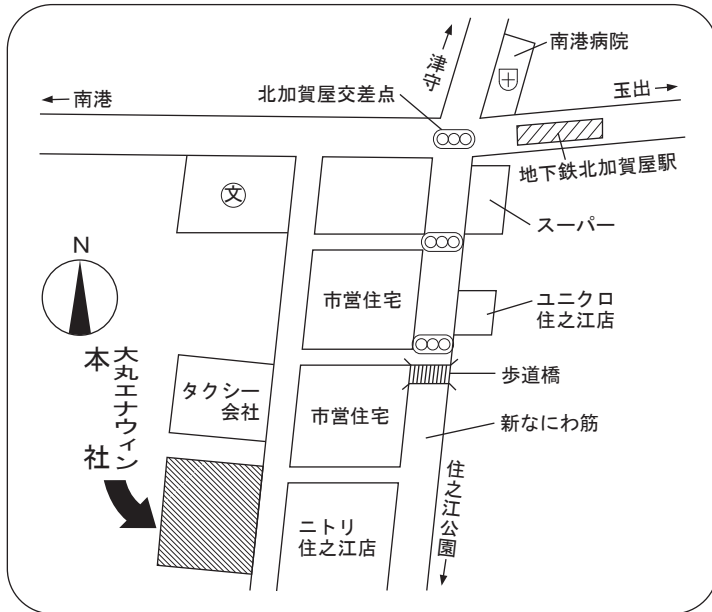 南港病院
津守
玉出
北加賀屋交差点
南港
地下鉄北加賀屋駅
文
スーパー
N
市営住宅
ユニクロ
住之江店
大丸エナウィン
本社
タクシー
会社
歩道橋
市営住宅
新なにわ筋
住之江公園
ニトリ
住之江店